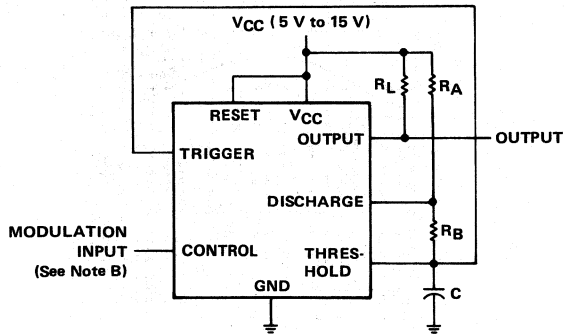 VCC (5 V to 15 V)
RL
RA
RESET
VCC
OUTPUT
OUTPUT
TRIGGER
DISCHARGE
RB
MODULATION
INPUT
(See Note B)
CONTROL
THRES-
HOLD
GND
C